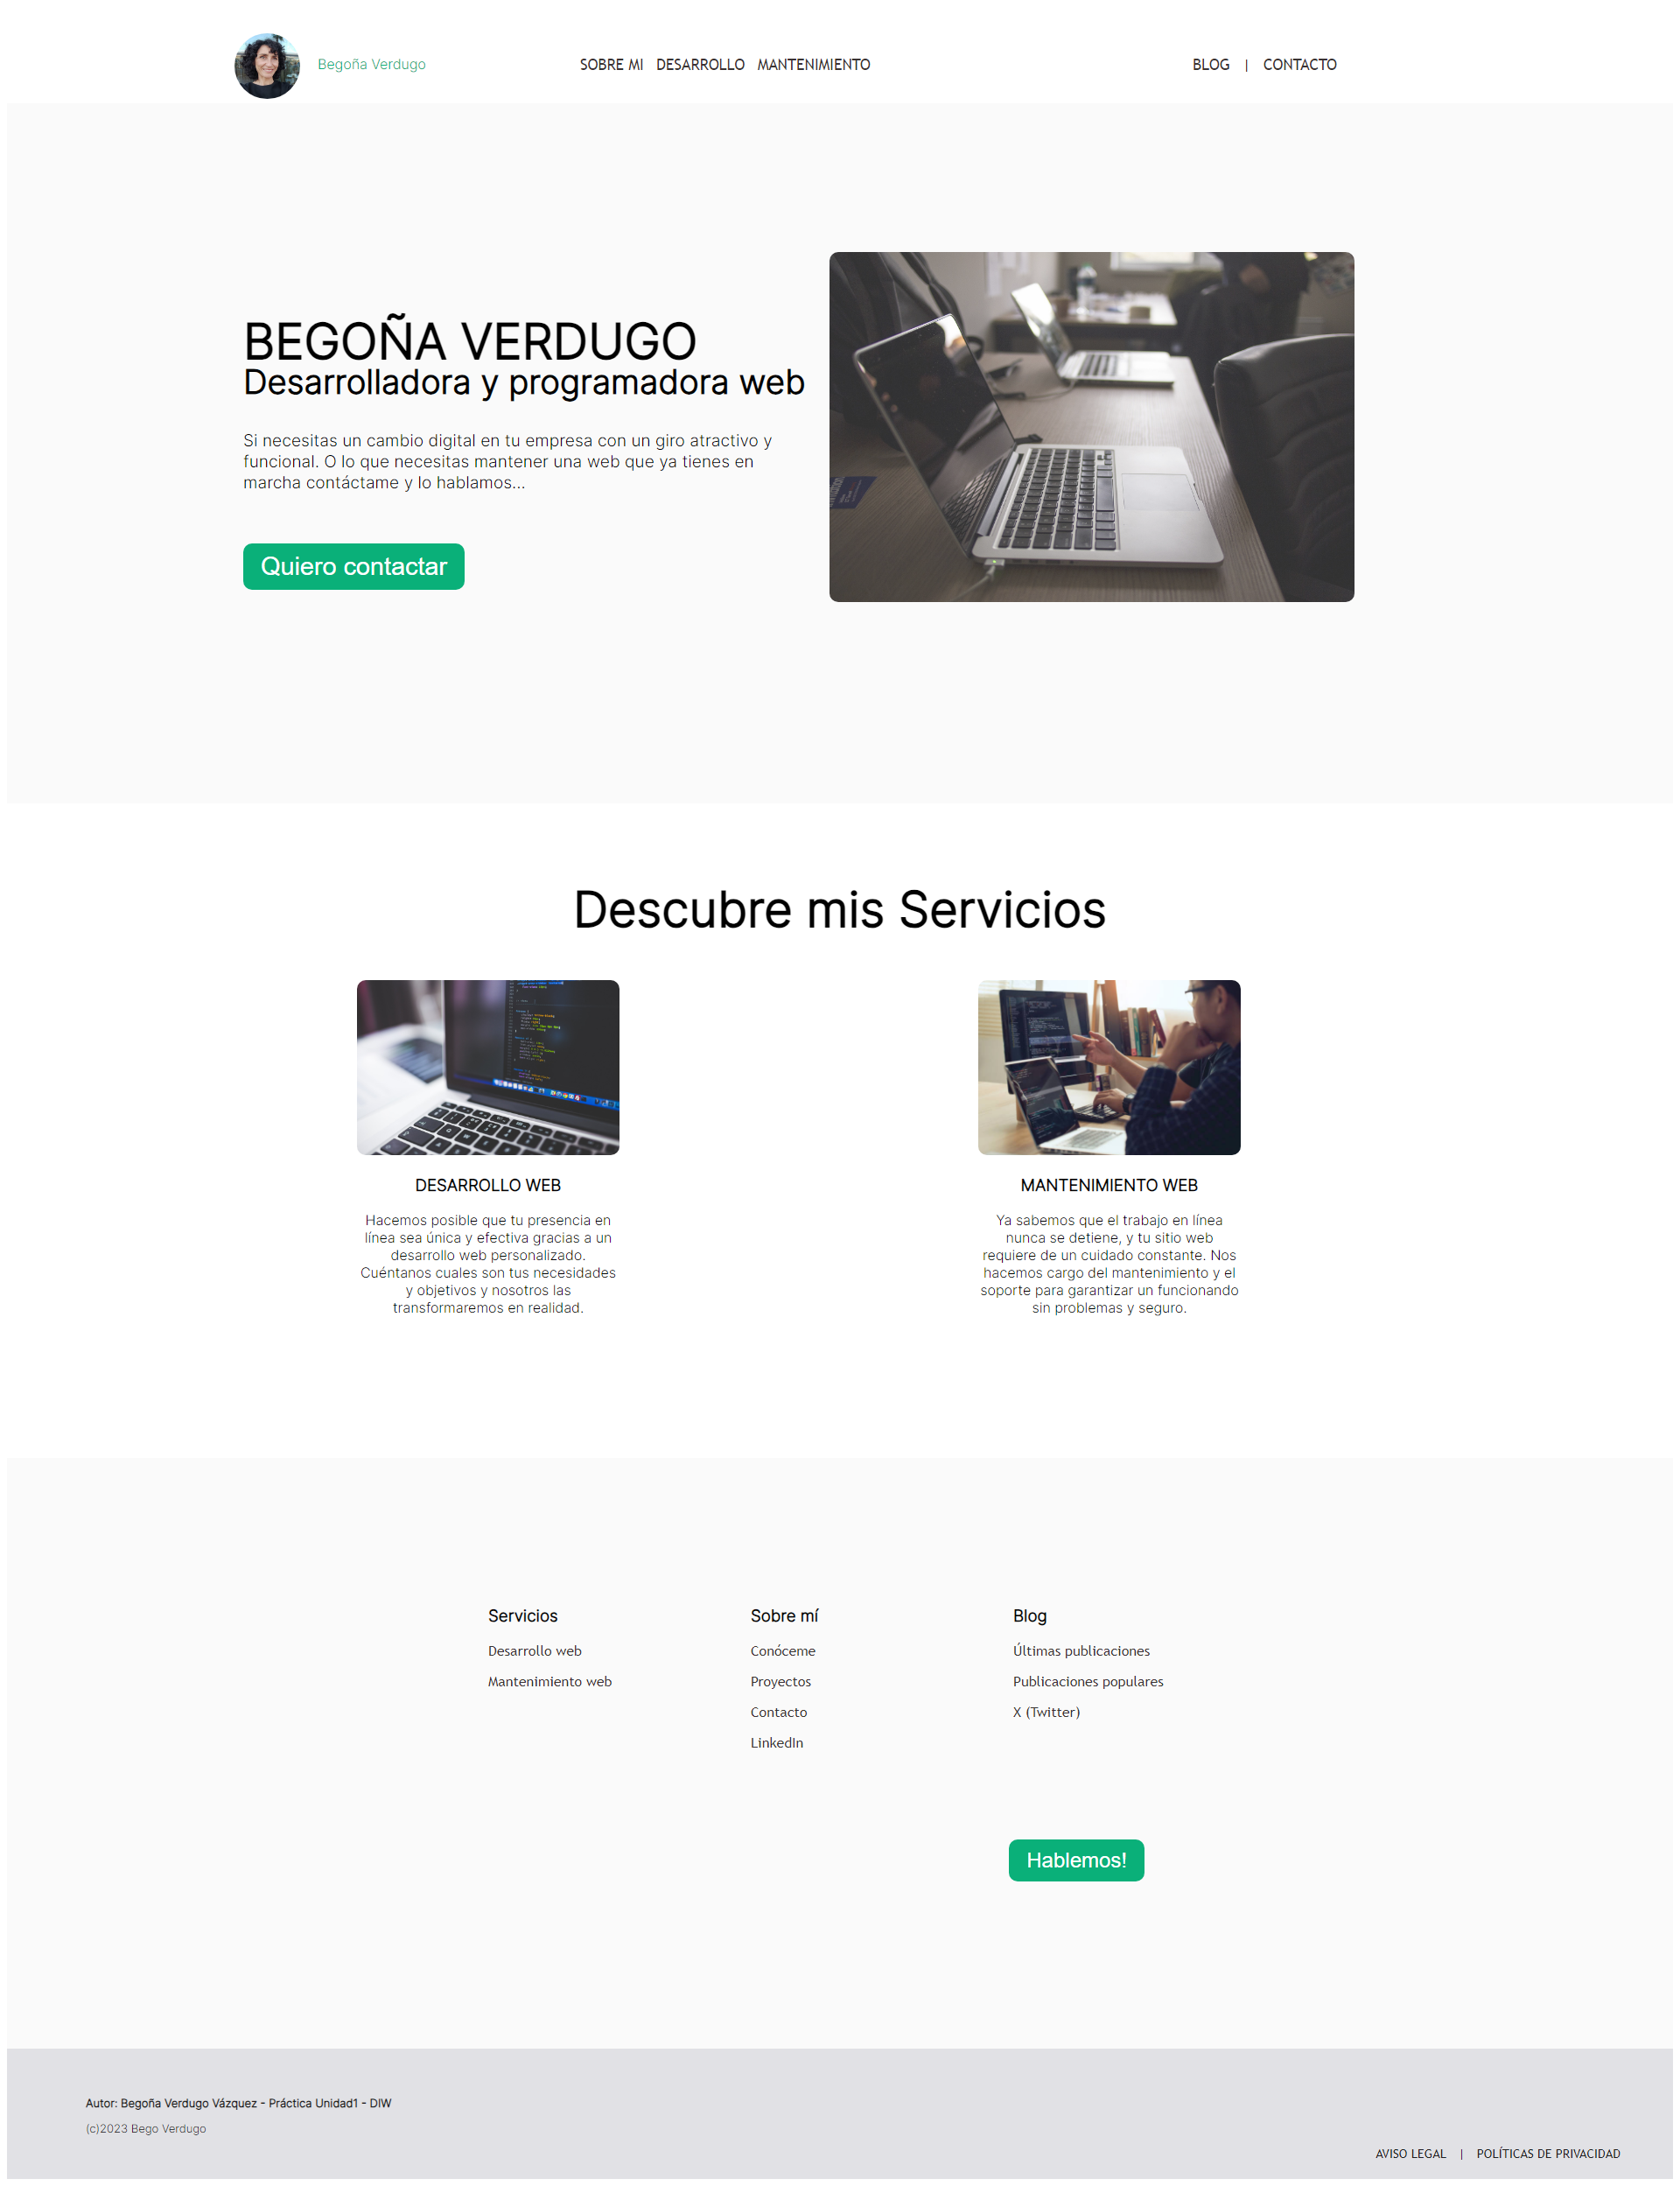 Begoña Verdugo
SOBRE MI DESARROLLO MANTENIMIENTO
BLOG | CONTACTO
BEGOÑA VERDUGO
Desarrolladora y programadora web
Si necesitas un cambio digital en tu empresa con un giro atractivo y
funcional. O lo que necesitas mantener una web que ya tienes en
marcha contáctame y lo hablamos...
Quiero contactar
Descubre mis Servicios
DESARROLLO WEB
Hacemos posible que tu presencia en
línea sea única y efectiva gracias a un
desarrollo web personalizado.
Cuéntanos cuales son tus necesidades
y objetivos y nosotros las
transformaremos en realidad.
MANTENIMIENTO WEB
Ya sabemos que el trabajo en línea
nunca se detiene, y tu sitio web
requiere de un cuidado constante. Nos
hacemos cargo del mantenimiento y el
soporte para garantizar un funcionando
sin problemas y seguro.
Servicios
Desarrollo web
Mantenimiento web
Sobre mí
Conóceme
Proyectos
Contacto
LinkedIn
Blog
Últimas publicaciones
Publicaciones populares
X (Twitter)
Hablemos!
Autor: Begoña Verdugo Vázquez - Práctica Unidad1 - DIW
(c)2023 Bego Verdugo
AVISO LEGAL | POLÍTICAS DE PRIVACIDAD